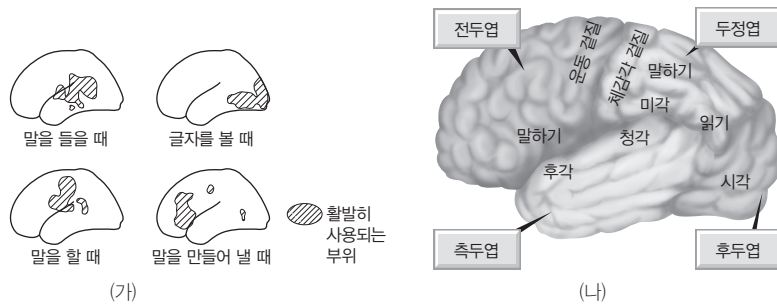 말을 들을 때
글자를 볼 때
말을 할 때
말을 만들어 낼 때
활발히
사용되는
부위
(가)
전두엽
두정엽
운동 겉질
체감각 겉질
말하기
미각
말하기
청각
읽기
후각
시각
측두엽
후두엽
(나)